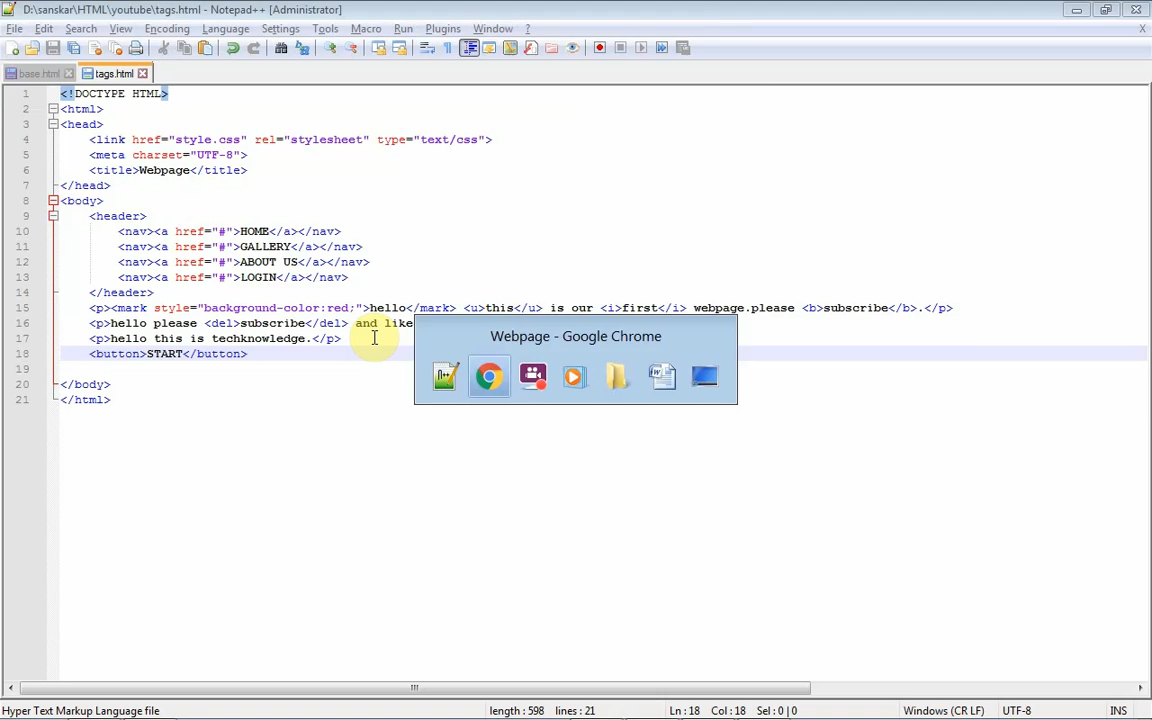 D:\sanskar\HTML\youtube\tags.html - Notepad++ [Administrator]
File Edit Search View Encoding Language Settings Tools Macro Run Plugins Window ? X
base.html tags.html
1 <!DOCTYPE HTML>
2 <html>
3 <head>
4 <link href="style.css" rel="stylesheet" type="text/css">
5 <meta charset="UTF-8">
6 <title>Webpage</title>
7 </head>
8 <body>
9 <header>
10 <nav><a href="#">HOME</a></nav>
11 <nav><a href="#">GALLERY</a></nav>
12 <nav><a href="#">ABOUT US</a></nav>
13 <nav><a href="#">LOGIN</a></nav>
14 </header>
15 <p><mark style="background-color:red;">hello</mark> <u>this</u> is our <i>first</i> webpage.please <b>subscribe</b>.</p>
16 <p>hello please <del>subscribe</del> and like
17 <p>hello this is techknowledge.</p>
18 <button>START</button>
19
20 </body>
21 </html>
Webpage - Google Chrome
Hyper Text Markup Language file length : 598 lines : 21 Ln : 18 Col : 18 Sel : 0 | 0 Windows (CR LF) UTF-8 INS